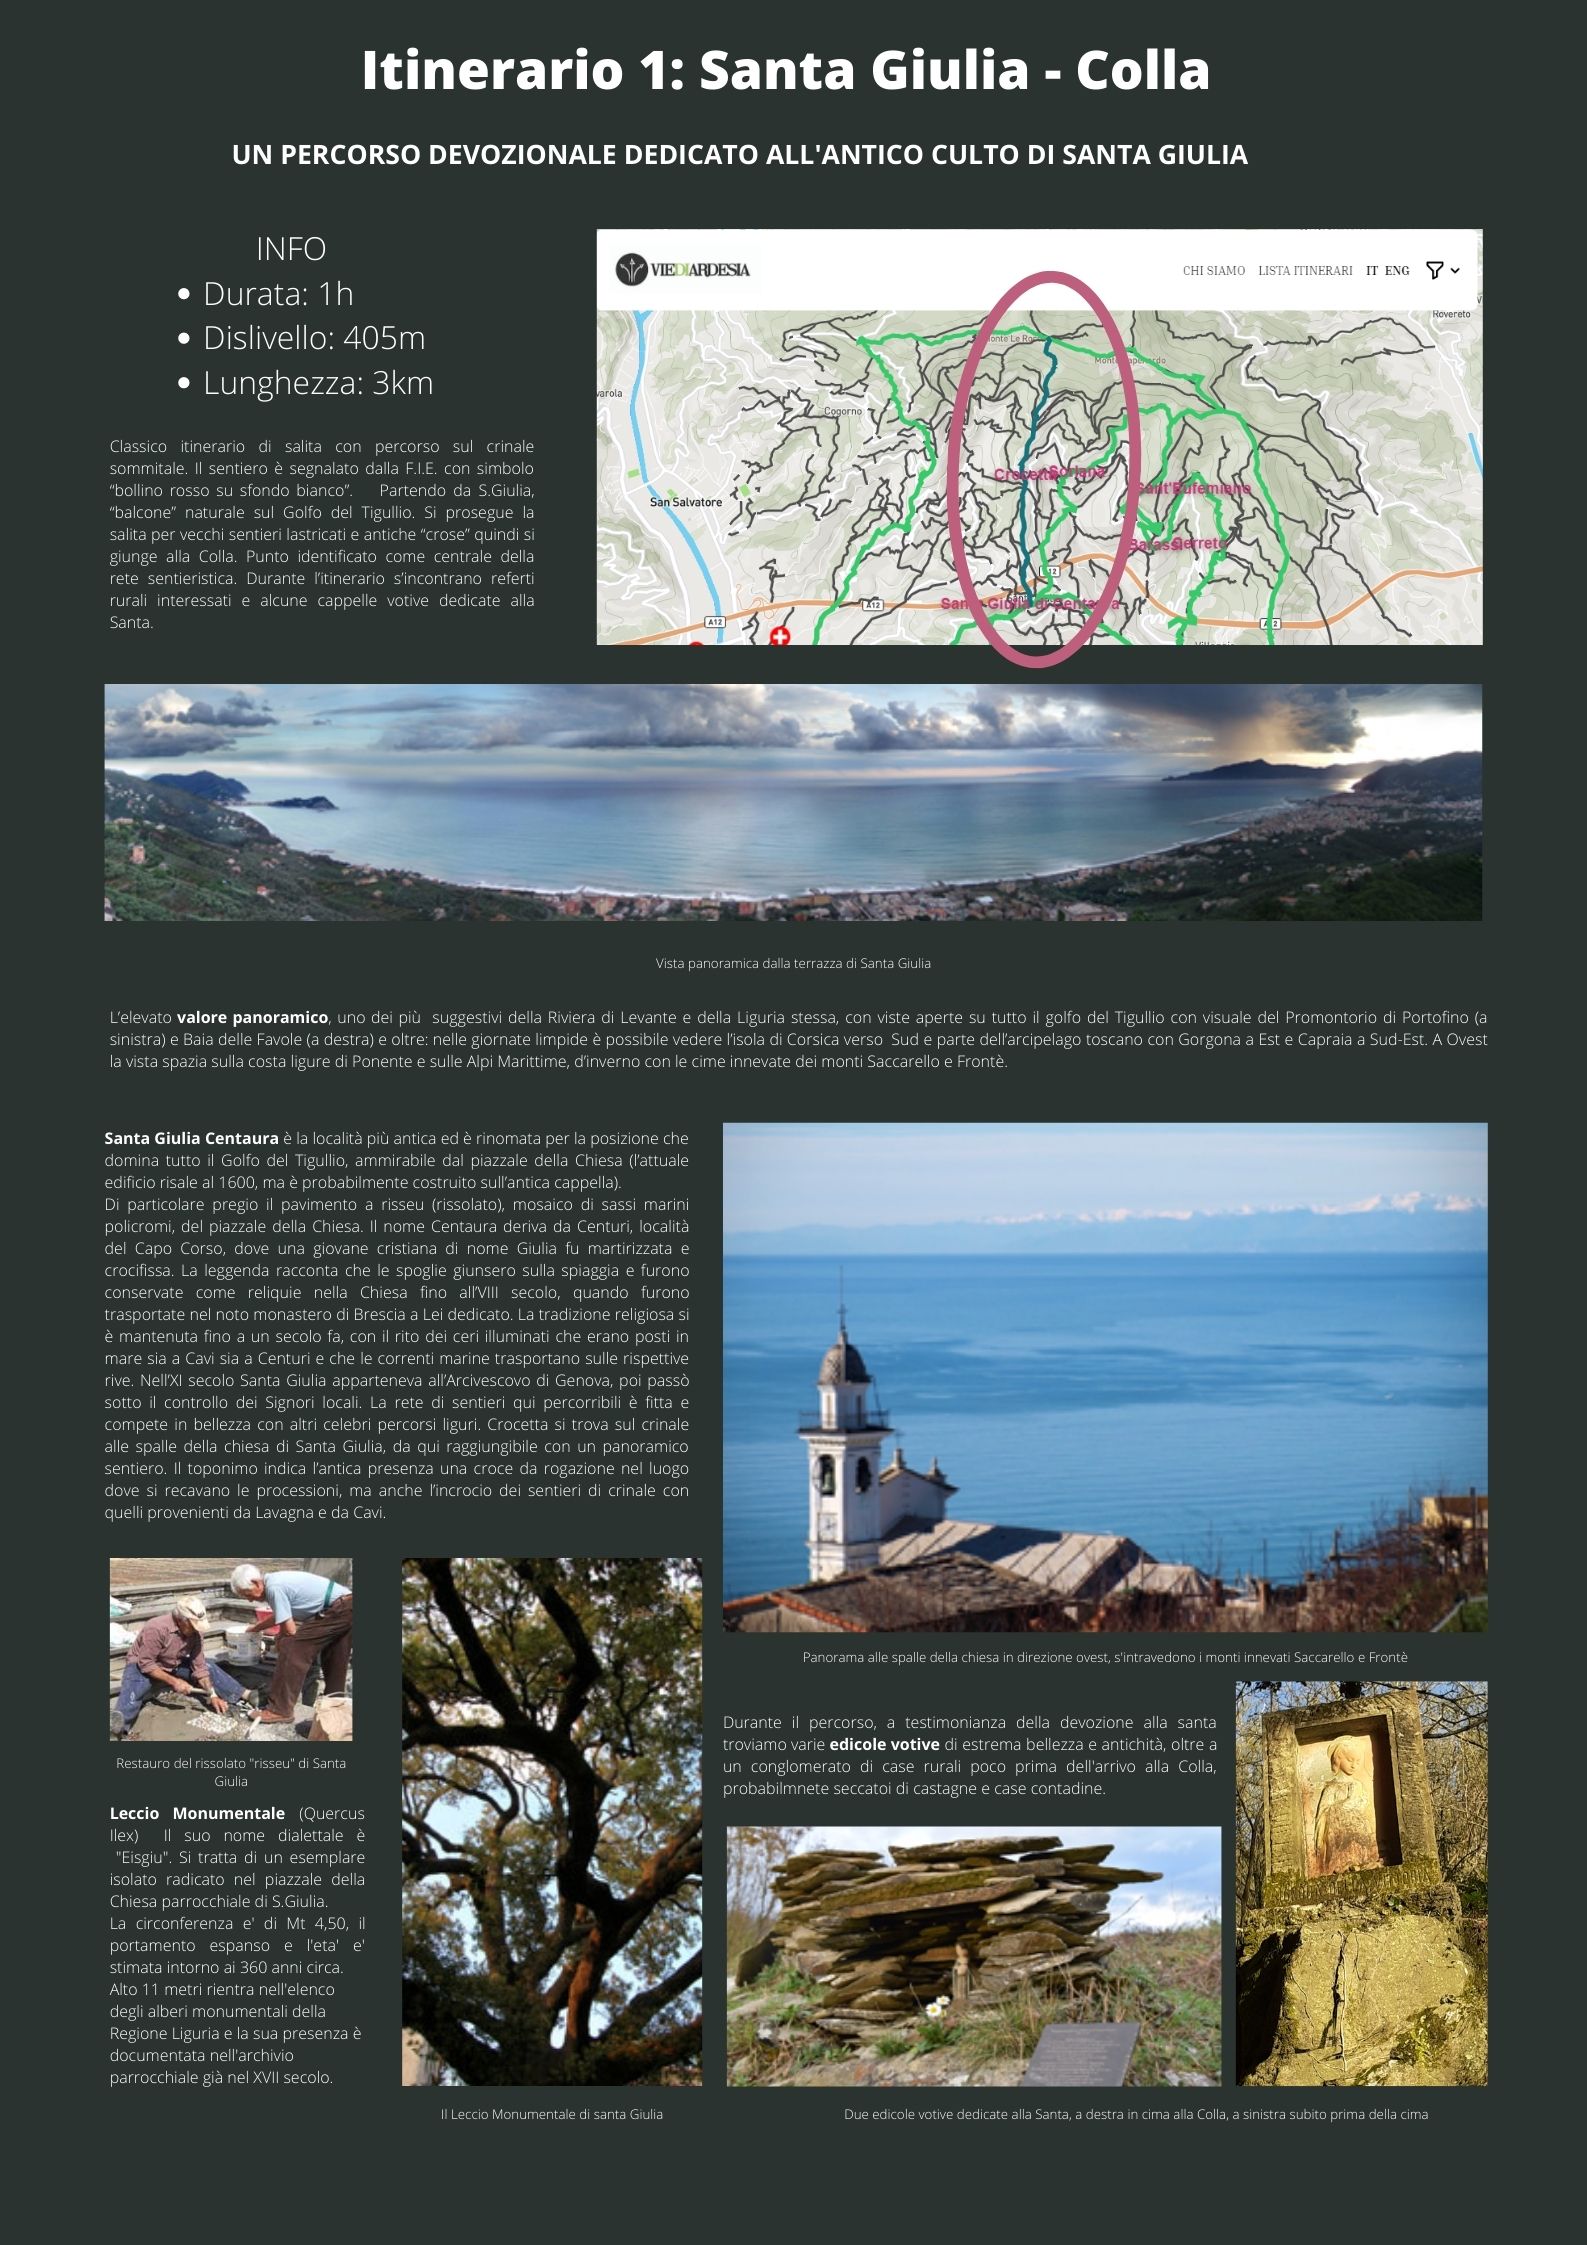 Itinerario 1: Santa Giulia - Colla
UN PERCORSO DEVOZIONALE DEDICATO ALL'ANTICO CULTO DI SANTA GIULIA
INFO
• Durata: 1h
• Dislivello: 405m
• Lunghezza: 3km
Classico itinerario di salita con percorso sul crinale
sommitale. Il sentiero è segnalato dalla F.I.E. con simbolo
“bollino rosso su sfondo bianco”. Partendo da S.Giulia,
“balcone” naturale sul Golfo del Tigullio. Si prosegue la
salita per vecchi sentieri lastricati e antiche “crose” quindi si
giunge alla Colla. Punto identificato come centrale della
rete sentieristica. Durante l’itinerario s’incontrano referti
rurali interessati e alcune cappelle votive dedicate alla
Santa.
VIEDIARDESIA
CHI SIAMO LISTA ITINERARI IT ENG
Rovereto
varola
Cogorno
San Salvatore
Crocetta
Soriana
Sant'Eufemiano
Barassi
Cerreto
A12
A12
A12
Vista panoramica dalla terrazza di Santa Giulia
L’elevato valore panoramico, uno dei più suggestivi della Riviera di Levante e della Liguria stessa, con viste aperte su tutto il golfo del Tigullio con visuale del Promontorio di Portofino (a
sinistra) e Baia delle Favole (a destra) e oltre: nelle giornate limpide è possibile vedere l’isola di Corsica verso Sud e parte dell’arcipelago toscano con Gorgona a Est e Capraia a Sud-Est. A Ovest
la vista spazia sulla costa ligure di Ponente e sulle Alpi Marittime, d’inverno con le cime innevate dei monti Saccarello e Frontè.
Santa Giulia Centaura è la località più antica ed è rinomata per la posizione che
domina tutto il Golfo del Tigullio, ammirabile dal piazzale della Chiesa (l’attuale
edificio risale al 1600, ma è probabilmente costruito sull’antica cappella).
Di particolare pregio il pavimento a risseu (rissolato), mosaico di sassi marini
policromi, del piazzale della Chiesa. Il nome Centaura deriva da Centuri, località
del Capo Corso, dove una giovane cristiana di nome Giulia fu martirizzata e
crocifissa. La leggenda racconta che le spoglie giunsero sulla spiaggia e furono
conservate come reliquie nella Chiesa fino all’VIII secolo, quando furono
trasportate nel noto monastero di Brescia a Lei dedicato. La tradizione religiosa si
è mantenuta fino a un secolo fa, con il rito dei ceri illuminati che erano posti in
mare sia a Cavi sia a Centuri e che le correnti marine trasportano sulle rispettive
rive. Nell’XI secolo Santa Giulia apparteneva all’Arcivescovo di Genova, poi passò
sotto il controllo dei Signori locali. La rete di sentieri qui percorribili è fitta e
compete in bellezza con altri celebri percorsi liguri. Crocetta si trova sul crinale
alle spalle della chiesa di Santa Giulia, da qui raggiungibile con un panoramico
sentiero. Il toponimo indica l’antica presenza una croce da rogazione nel luogo
dove si recavano le processioni, ma anche l’incrocio dei sentieri di crinale con
quelli provenienti da Lavagna e da Cavi.
Panorama alle spalle della chiesa in direzione ovest, s'intravedono i monti innevati Saccarello e Frontè
Restauro del rissolato "risseu" di Santa
Giulia
Leccio Monumentale (Quercus
Ilex) Il suo nome dialettale è
"Eisgiu". Si tratta di un esemplare
isolato radicato nel piazzale della
Chiesa parrocchiale di S.Giulia.
La circonferenza e' di Mt 4,50, il
portamento espanso e l'eta' e'
stimata intorno ai 360 anni circa.
Alto 11 metri rientra nell'elenco
degli alberi monumentali della
Regione Liguria e la sua presenza è
documentata nell'archivio
parrocchiale già nel XVII secolo.
Il Leccio Monumentale di santa Giulia
Durante il percorso, a testimonianza della devozione alla santa
troviamo varie edicole votive di estrema bellezza e antichità, oltre a
un conglomerato di case rurali poco prima dell'arrivo alla Colla,
probabilmnete seccatoi di castagne e case contadine.
Due edicole votive dedicate alla Santa, a destra in cima alla Colla, a sinistra subito prima della cima